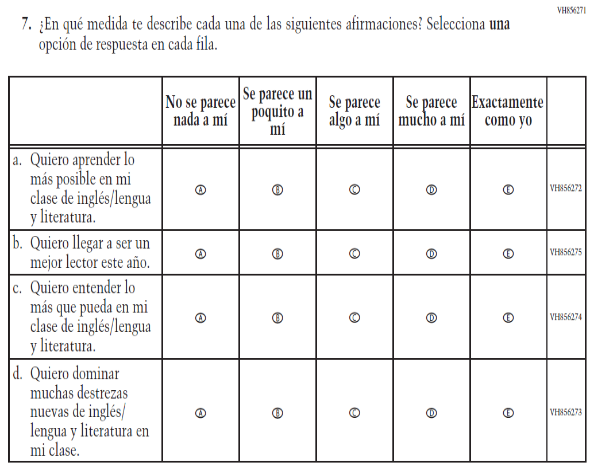 VH856271
7. ¿En qué medida te describe cada una de las siguientes afirmaciones? Selecciona una
opción de respuesta en cada fila.
No se parece
nada a mí
Se parece un
poquito a
mí
Se parece
algo a mí
Se parece
mucho a mí
Exactamente
como yo
a. Quiero aprender lo
más posible en mi
clase de inglés/lengua
y literatura.
A B C D E VH856272
b. Quiero llegar a ser un
mejor lector este año.
A B C D E VH856275
c. Quiero entender lo
más que pueda en mi
clase de inglés/lengua
y literatura.
A B C D E VH856274
d. Quiero dominar
muchas destrezas
nuevas de inglés/
lengua y literatura en
mi clase.
A B C D E VH856273